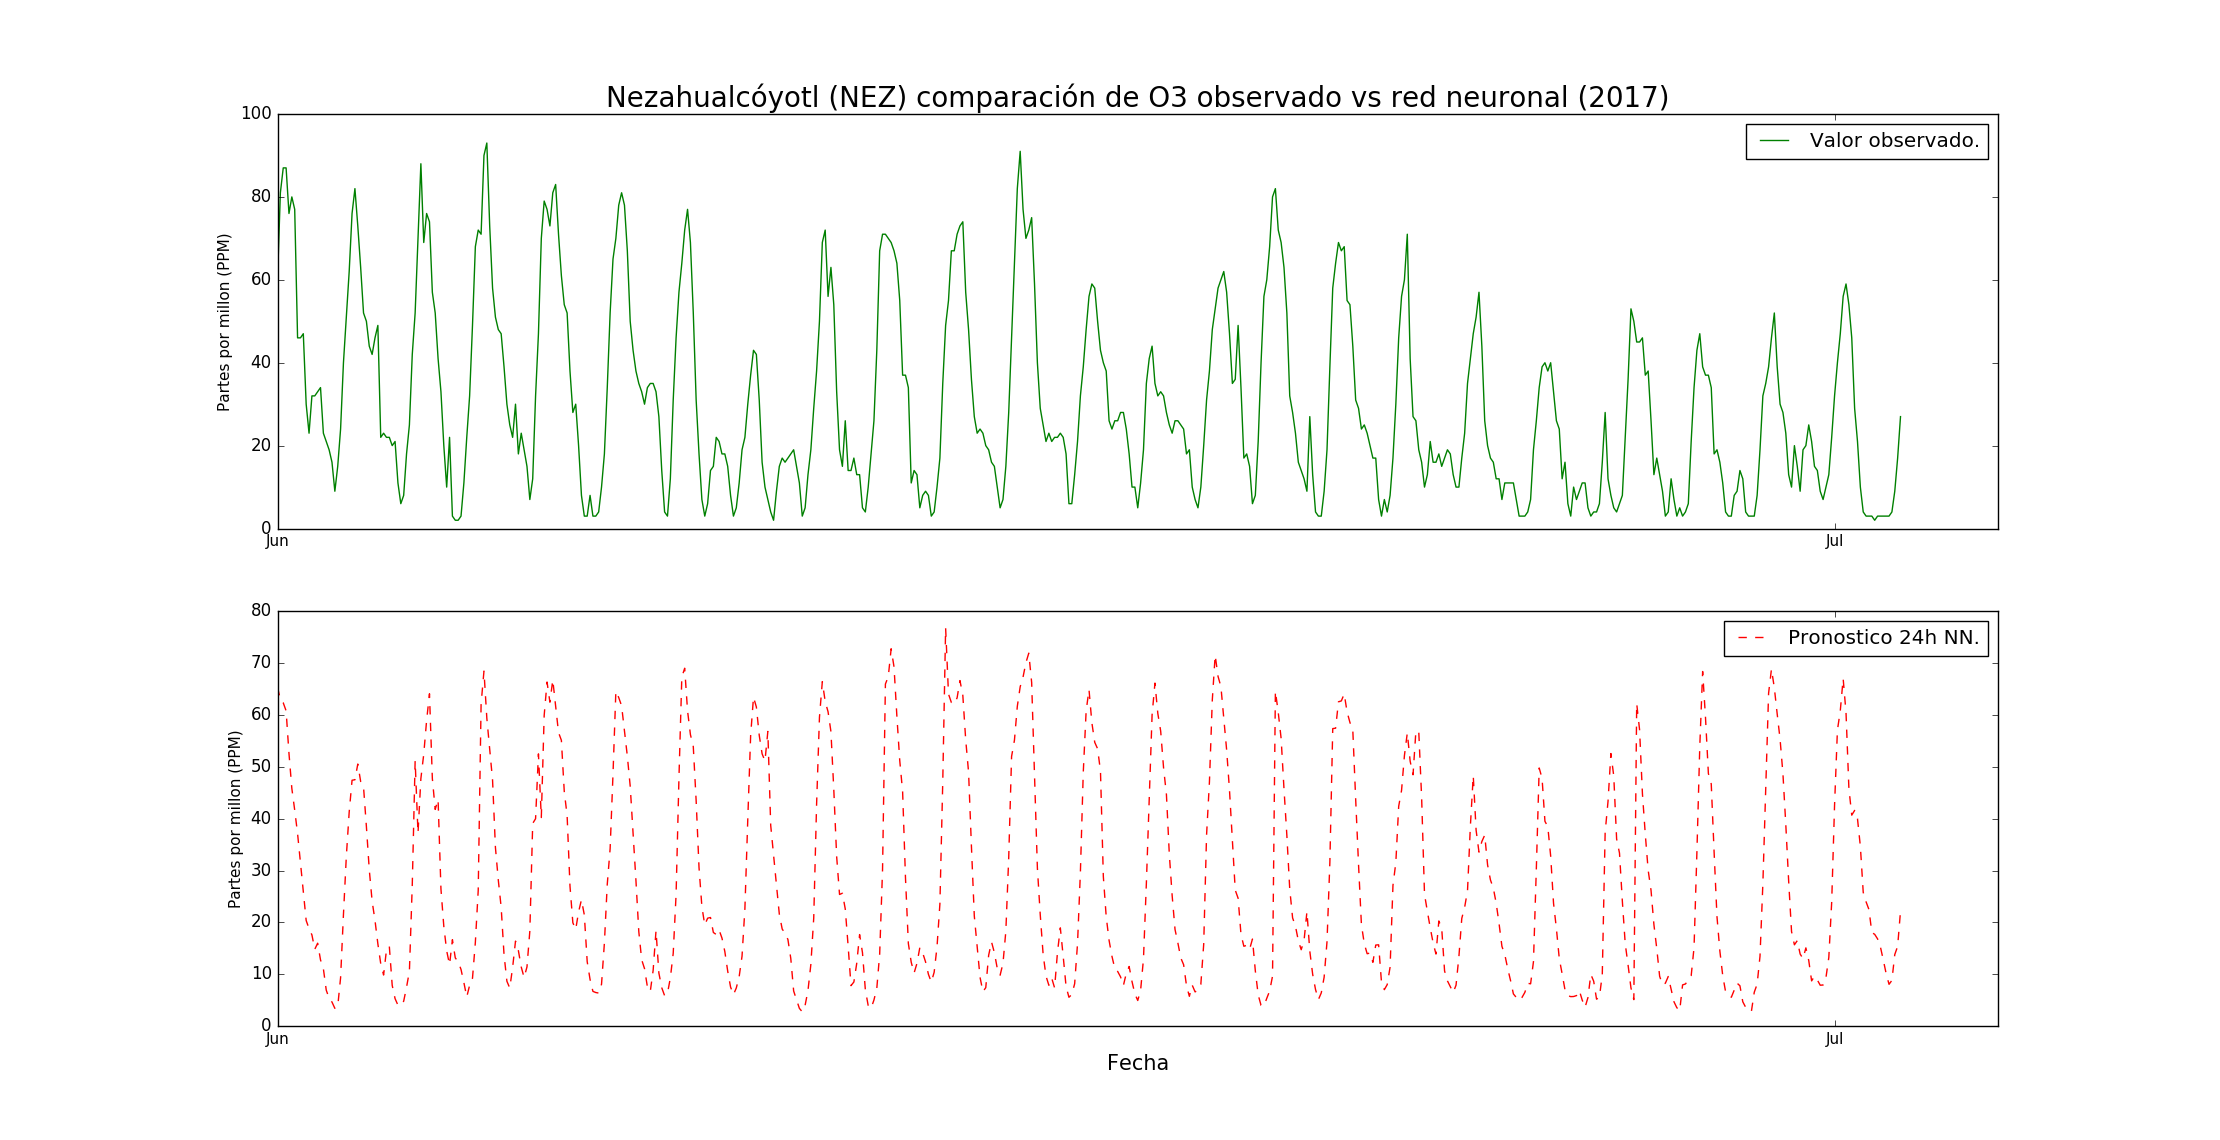 Nezahualcóyotl (NEZ) comparación de O3 observado vs red neuronal (2017)
100
80
60
40
20
0
Partes por millon (PPM)
Valor observado.
Jun
Jul
80
70
60
50
40
30
20
10
0
Partes por millon (PPM)
Pronostico 24h NN.
Jun
Jul
Fecha